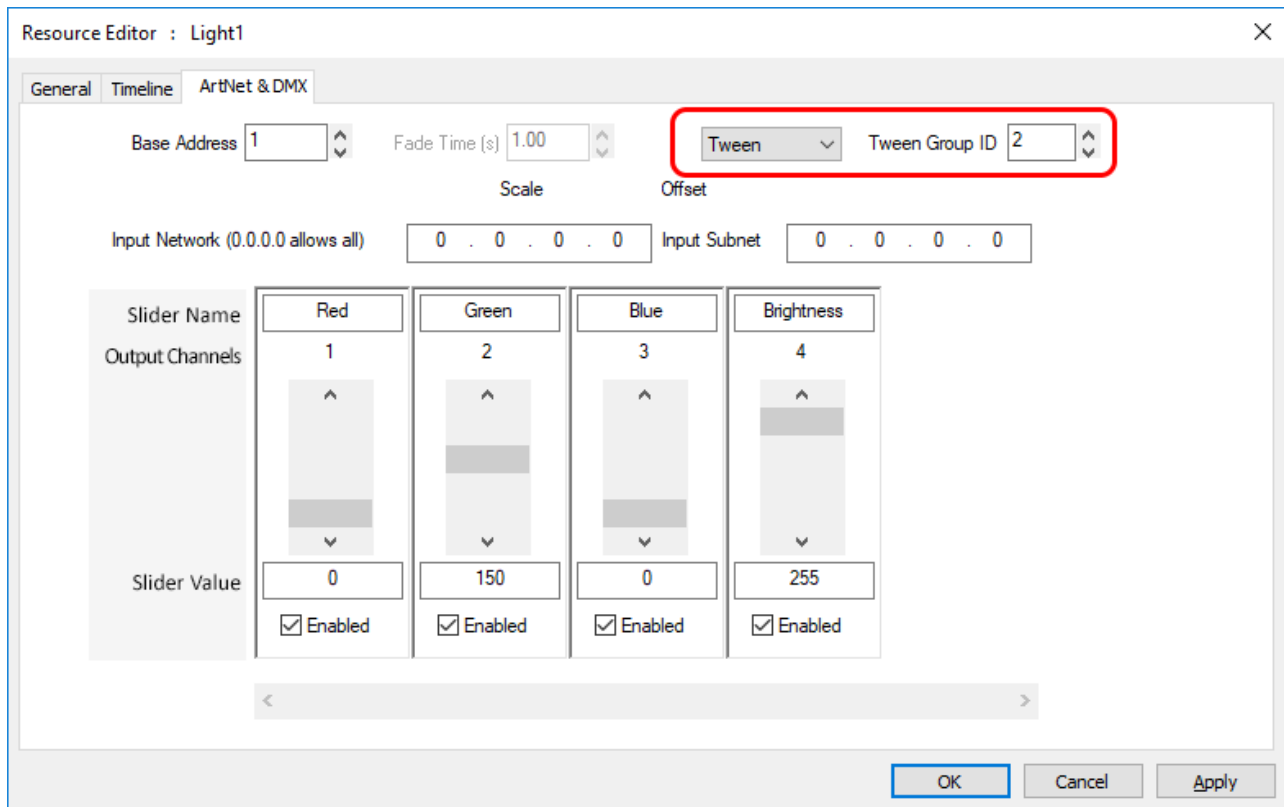 Resource Editor : Light1
General Timeline ArtNet & DMX
Base Address 1 Fade Time (s) 1.00 Tween Tween Group ID 2
Scale Offset
Input Network (0.0.0.0 allows all) 0 . 0 . 0 . 0 Input Subnet 0 . 0 . 0 . 0
Slider Name Red Green Blue Brightness
Output Channels 1 2 3 4
Slider Value 0 150 0 255
Enabled Enabled Enabled Enabled
OK Cancel Apply